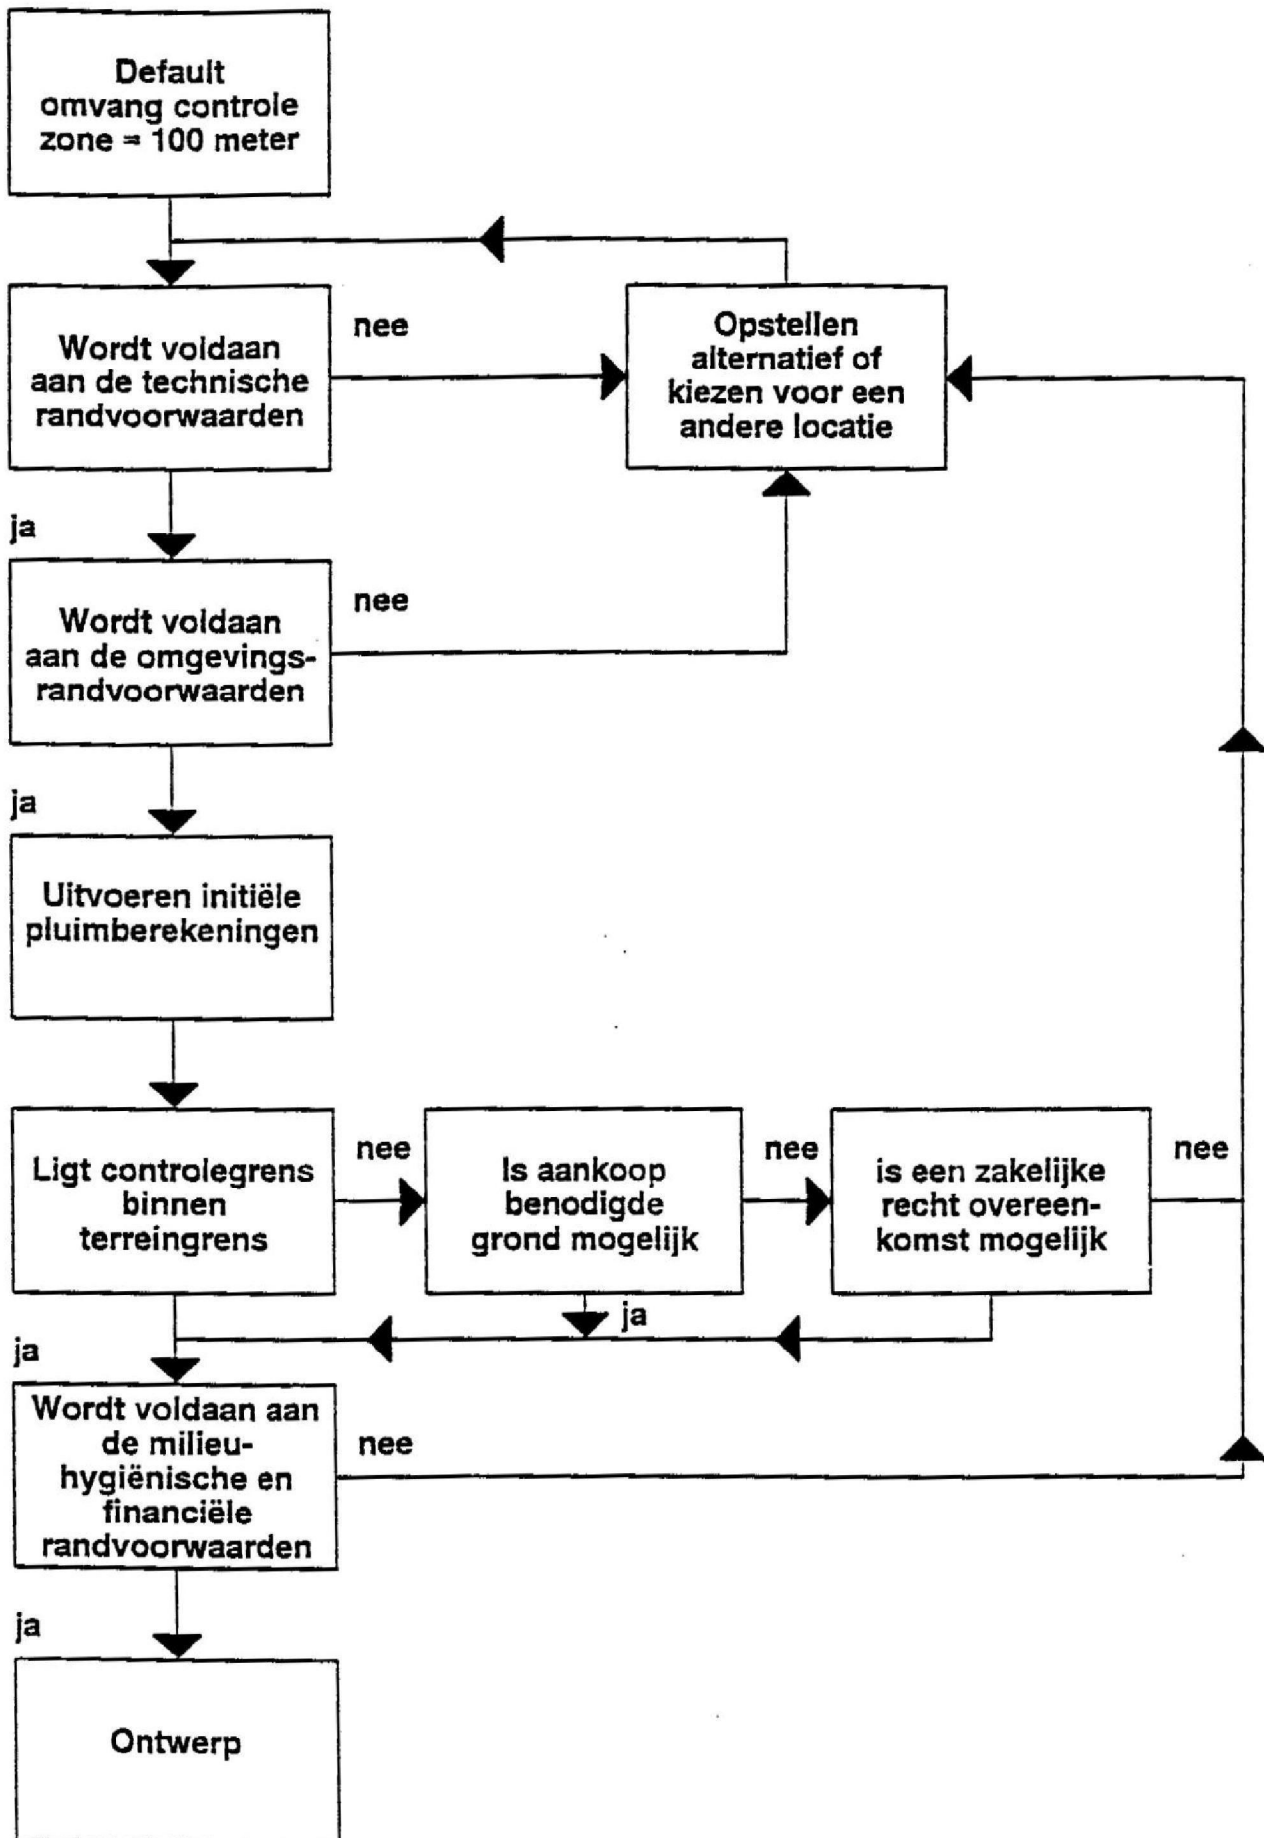 Default
omvang controle
zone = 100 meter
Wordt voldaan
aan de technische
randvoorwaarden
nee
Opstellen
alternatief of
kiezen voor een
andere locatie
ja
Wordt voldaan
aan de omgevings-
randvoorwaarden
nee
ja
Uitvoeren initiële
pluimberekeningen
Ligt controlegrens
binnen
terreingrens
nee
Is aankoop
benodigde
grond mogelijk
nee
is een zakelijke
recht overeen-
komst mogelijk
nee
ja
ja
Wordt voldaan aan
de milieu-
hygiënische en
financiële
randvoorwaarden
nee
ja
Ontwerp